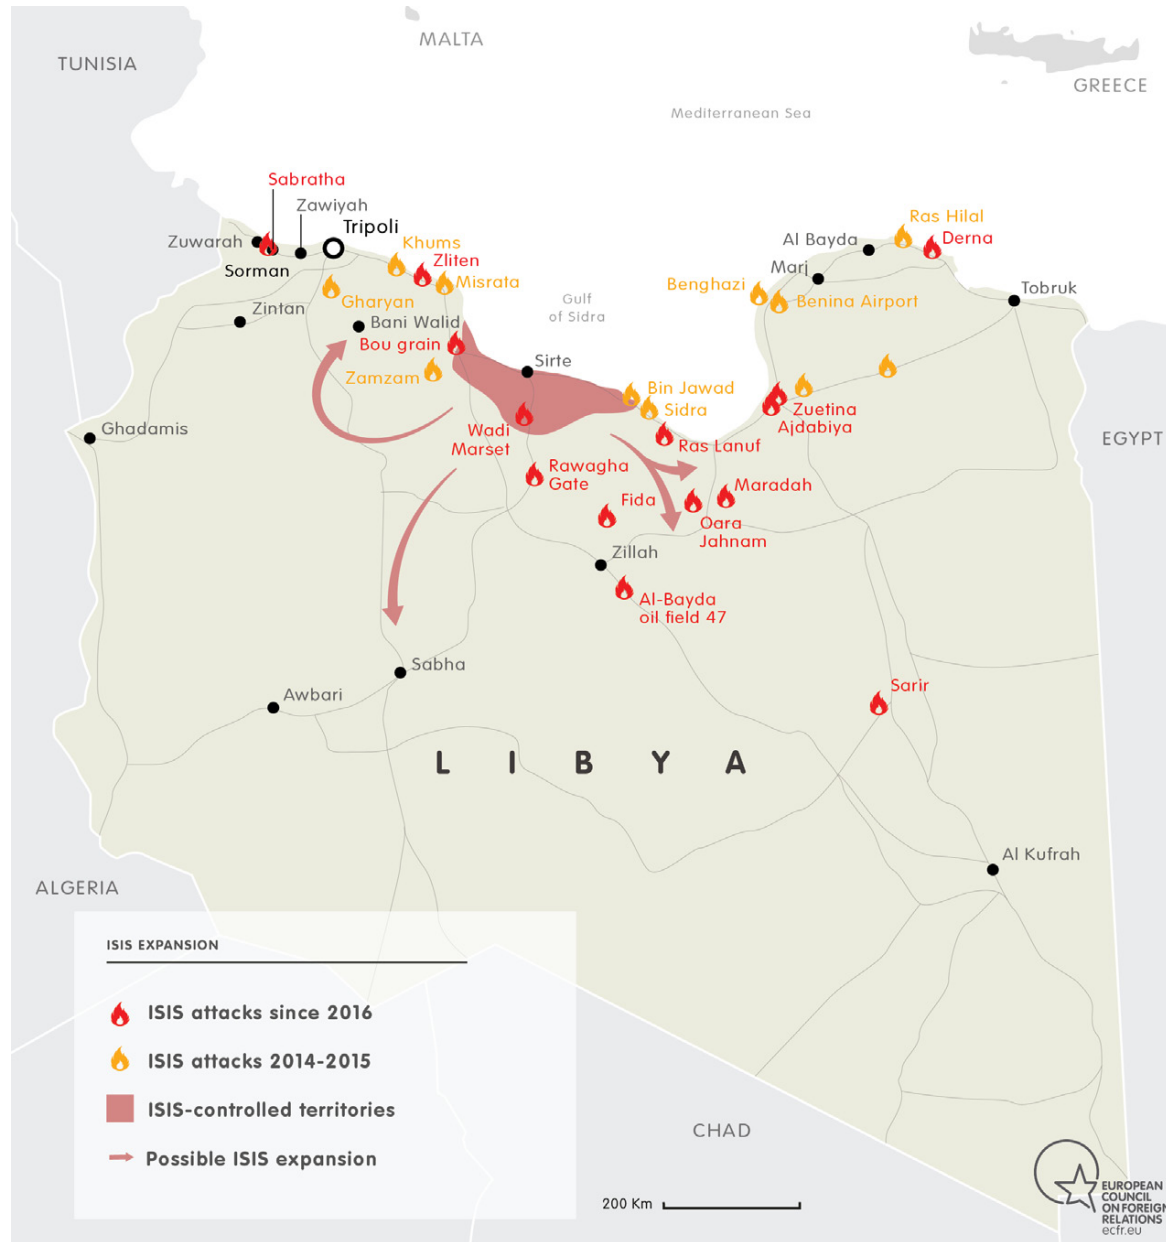 MALTA
TUNISIA
GREECE
Mediterranean Sea
Sabratha
Zawiyah
Tripoli
Zuwarah
Sorman
Khums
Zliten
Misrata
Gharyan
Zintan
Bani Walid
Bou grain
Zamzam
Gulf
of Sidra
Sirte
Ras Hilal
Al Bayda
Derna
Marj
Benghazi
Benina Airport
Tobruk
Bin Jawad
Sidra
Zuetina
Ajdabiya
Ghadamis
Wadi
Marset
Ras Lanuf
EGYPT
Rawagha
Gate
Fida
Maradah
Oara
Jahnam
Zillah
Al-Bayda
oil field 47
Sabha
Awbari
Sarir
LIBYA
Al Kufrah
ALGERIA
ISIS EXPANSION
ISIS attacks since 2016
ISIS attacks 2014-2015
ISIS-controlled territories
Possible ISIS expansion
CHAD
200 Km
EUROPEAN
COUNCIL
ON FOREIGN
RELATIONS
ecfr.eu